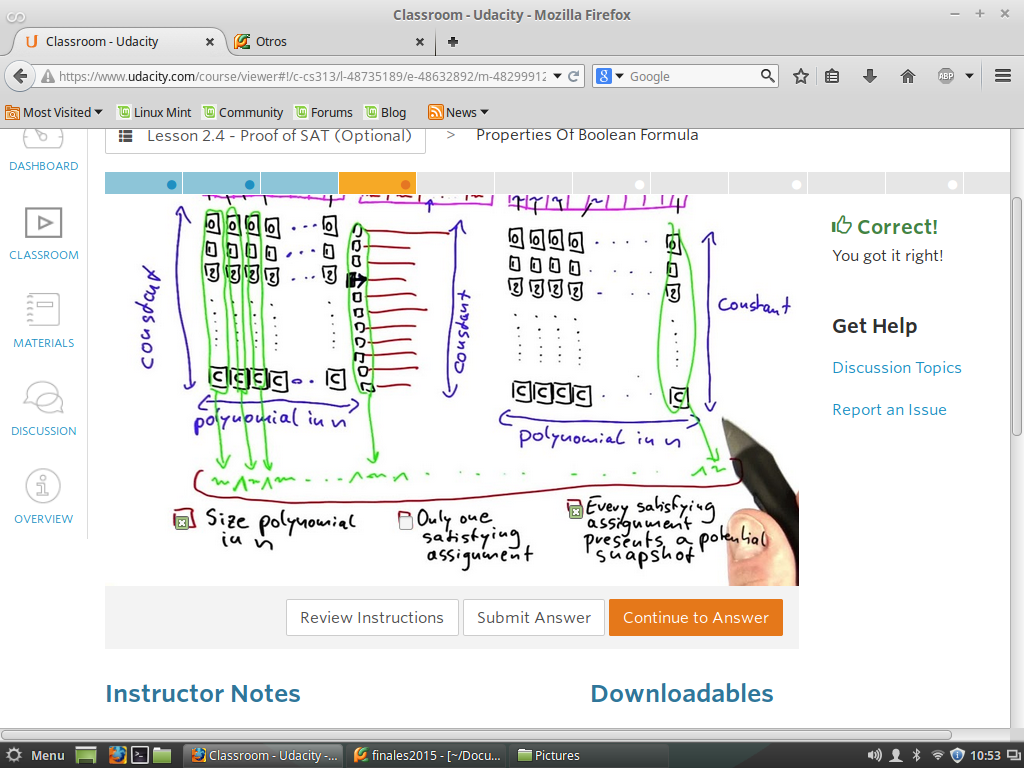 Classroom - Udacity - Mozilla Firefox
Classroom - Udacity
Otros
https://www.udacity.com/course/viewer#!/c-cs313/l-48735189/e-48632892/m-4829991
Google
Most Visited
Linux Mint
Community
Forums
Blog
News
Lesson 2.4 - Proof of SAT (Optional)
>
Properties Of Boolean Formula
DASHBOARD
CLASSROOM
MATERIALS
DISCUSSION
OVERVIEW
constant
constant
constant
polynomial in n
polynomial in n
Size polynomial
in n
Only one
satisfying
assignment
Every satisfying
assignment
presents a potential
snapshot
Correct!
You got it right!
Get Help
Discussion Topics
Report an Issue
Review Instructions
Submit Answer
Continue to Answer
Instructor Notes
Downloadables
Menu
Classroom - Udacity -...
finales2015 - [~/Docu...
Pictures
10:53